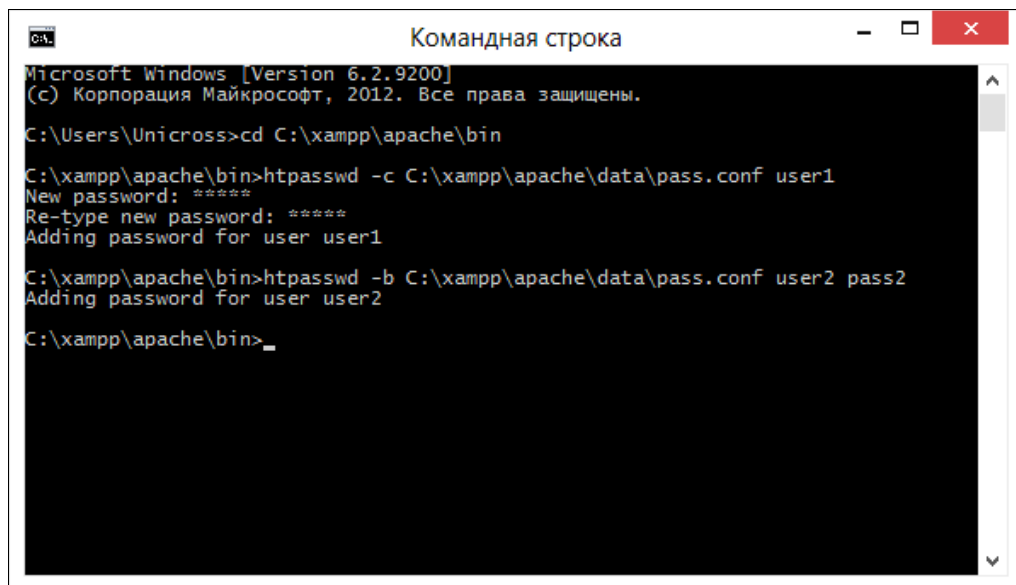 Командная строка
Microsoft Windows [Version 6.2.9200]
(c) Корпорация Майкрософт, 2012. Все права защищены.
C:\Users\Unicross>cd C:\xampp\apache\bin
C:\xampp\apache\bin>htpasswd -c C:\xampp\apache\data\pass.conf user1
New password: *****
Re-type new password: *****
Adding password for user user1
C:\xampp\apache\bin>htpasswd -b C:\xampp\apache\data\pass.conf user2 pass2
Adding password for user user2
C:\xampp\apache\bin>_